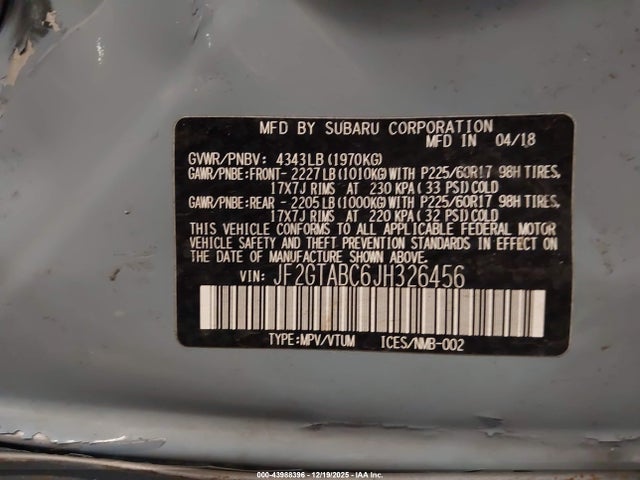 MFD BY SUBARU CORPORATION
MFD IN 04/18
GVWR/PNBV: 4343LB(1970KG)
GAWR/PNBE:FRONT- 2227LB(1010KG)WITH P225/60R17 98H TIRES,
17X7J RIMS AT 230 KPA(33 PSI)COLD
GAWR/PNBE:REAR - 2205LB(1000KG)WITH P225/60R17 98H TIRES,
17X7J RIMS AT 220 KPA(32 PSI)COLD
THIS VEHICLE CONFORMS TO ALL APPLICABLE FEDERAL MOTOR
VEHICLE SAFETY AND THEFT PREVENTION STANDARDS IN EFFECT ON
THE DATE OF MANUFACTURE SHOWN ABOVE.
VIN: JF2GTABC6JH326456
TYPE:MPV/VTUM ICES/NMB-002
000-43988396 - 12/19/2025 - IAA Inc.